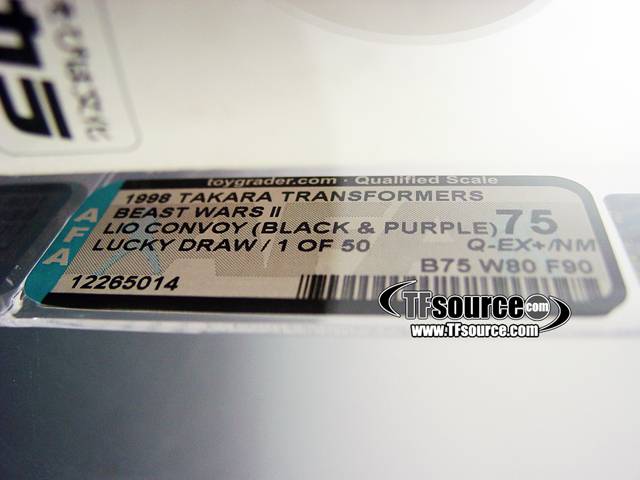 toygrader.com · Qualified Scale
AFA
1998 TAKARA TRANSFORMERS
BEAST WARS II
LIO CONVOY (BLACK & PURPLE) 75
LUCKY DRAW / 1 OF 50 Q-EX+/NM
B75 W80 F90
12265014
TFsource.com
www.TFsource.com